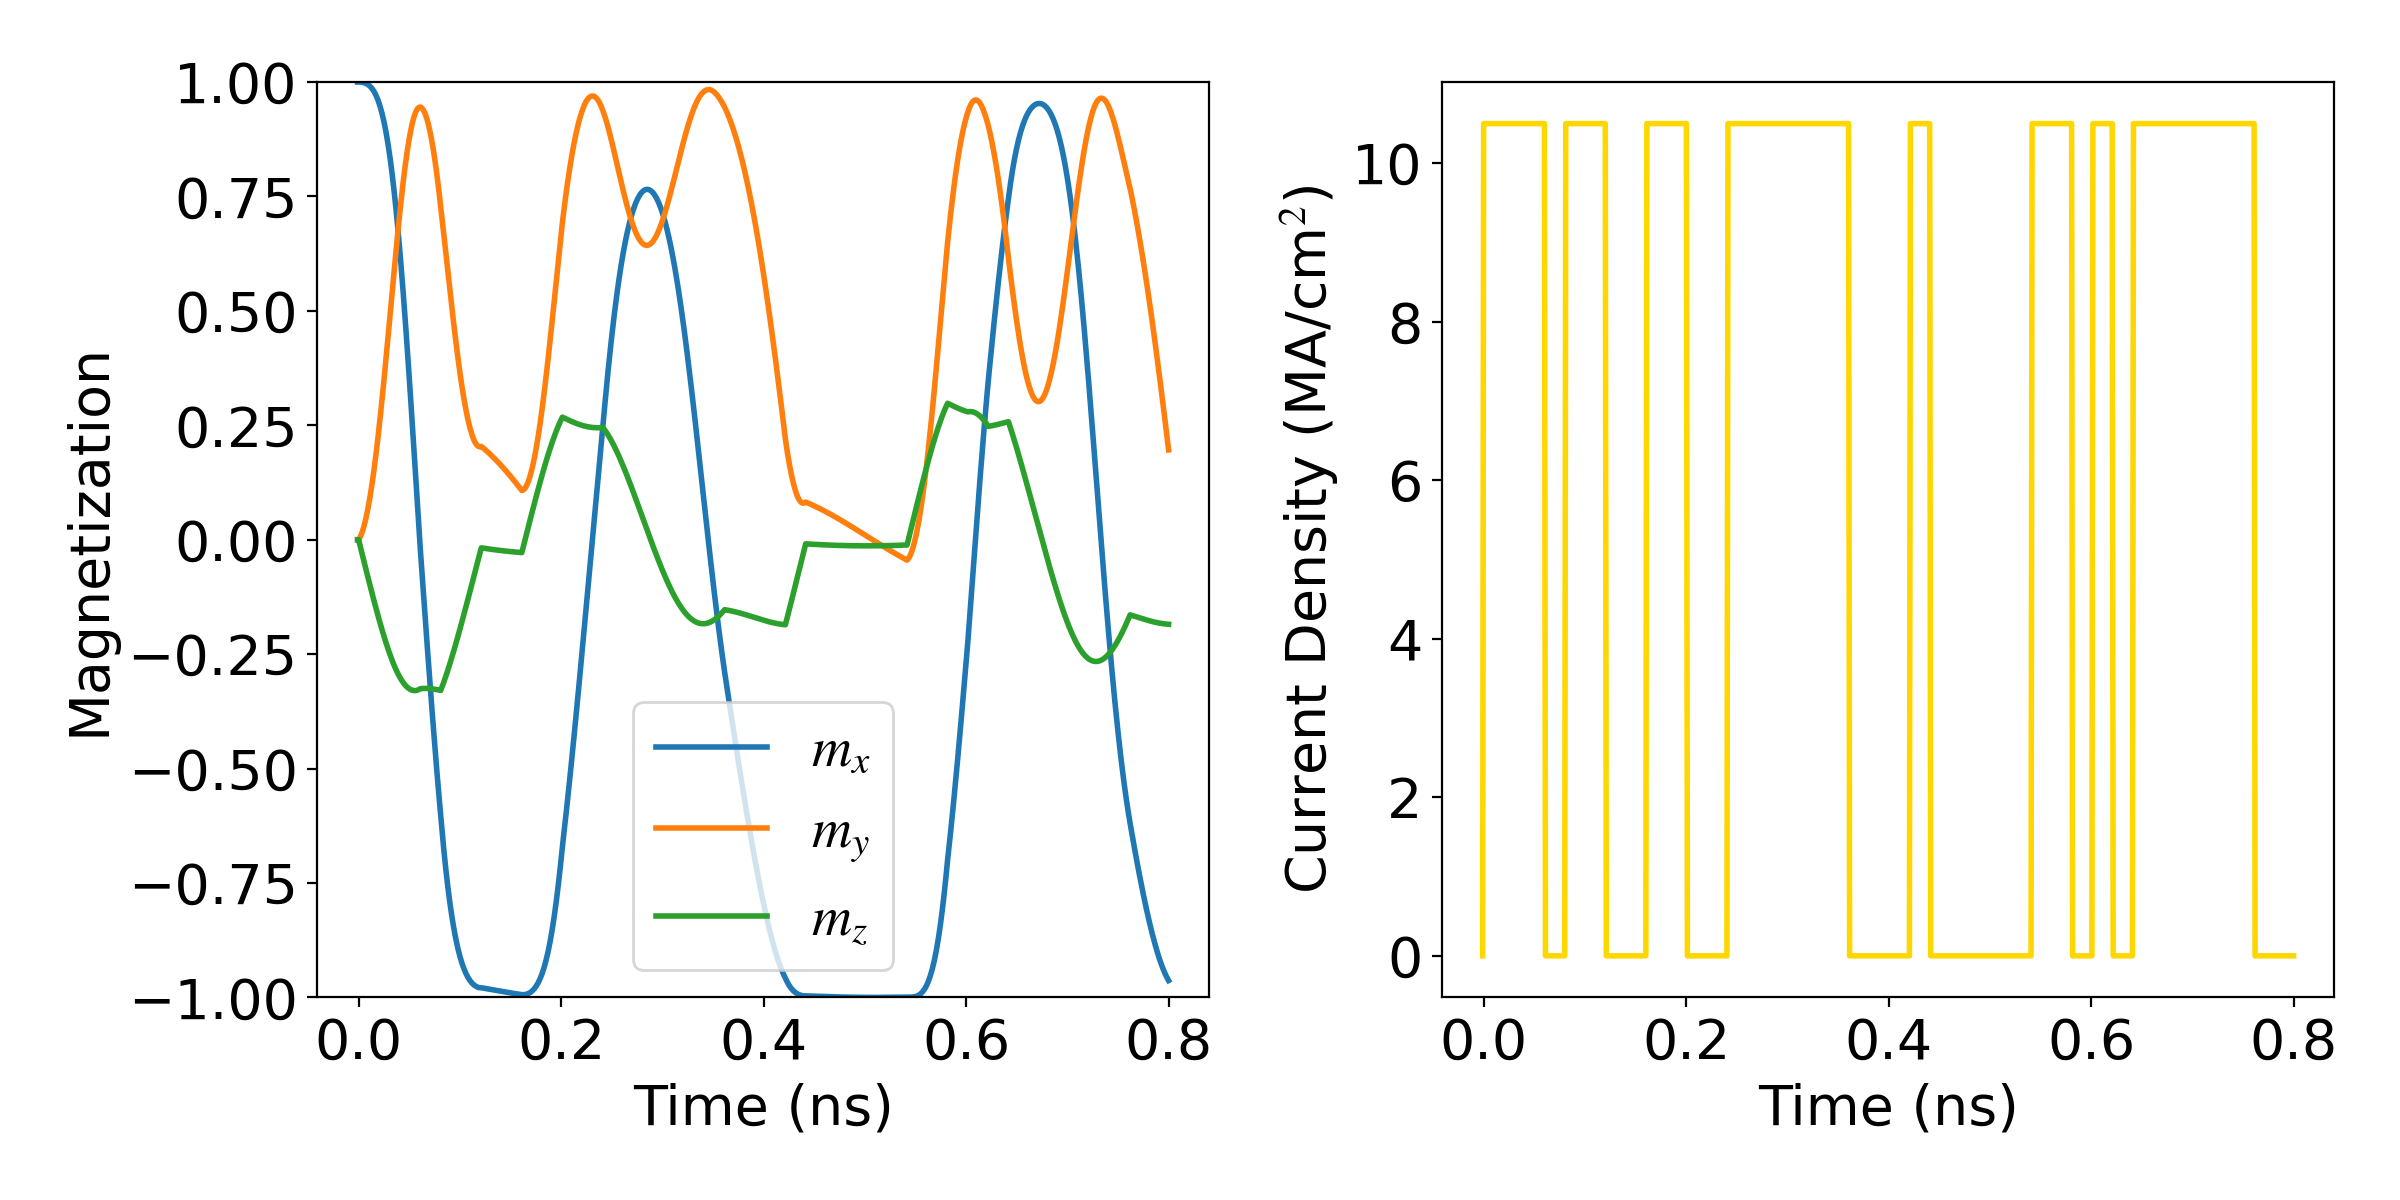 Magnetization
1.00
0.75
0.50
0.25
0.00
−0.25
−0.50
−0.75
−1.00
0.0 0.2 0.4 0.6 0.8
Time (ns)
m_x
m_y
m_z
Current Density (MA/cm²)
10
8
6
4
2
0
0.0 0.2 0.4 0.6 0.8
Time (ns)